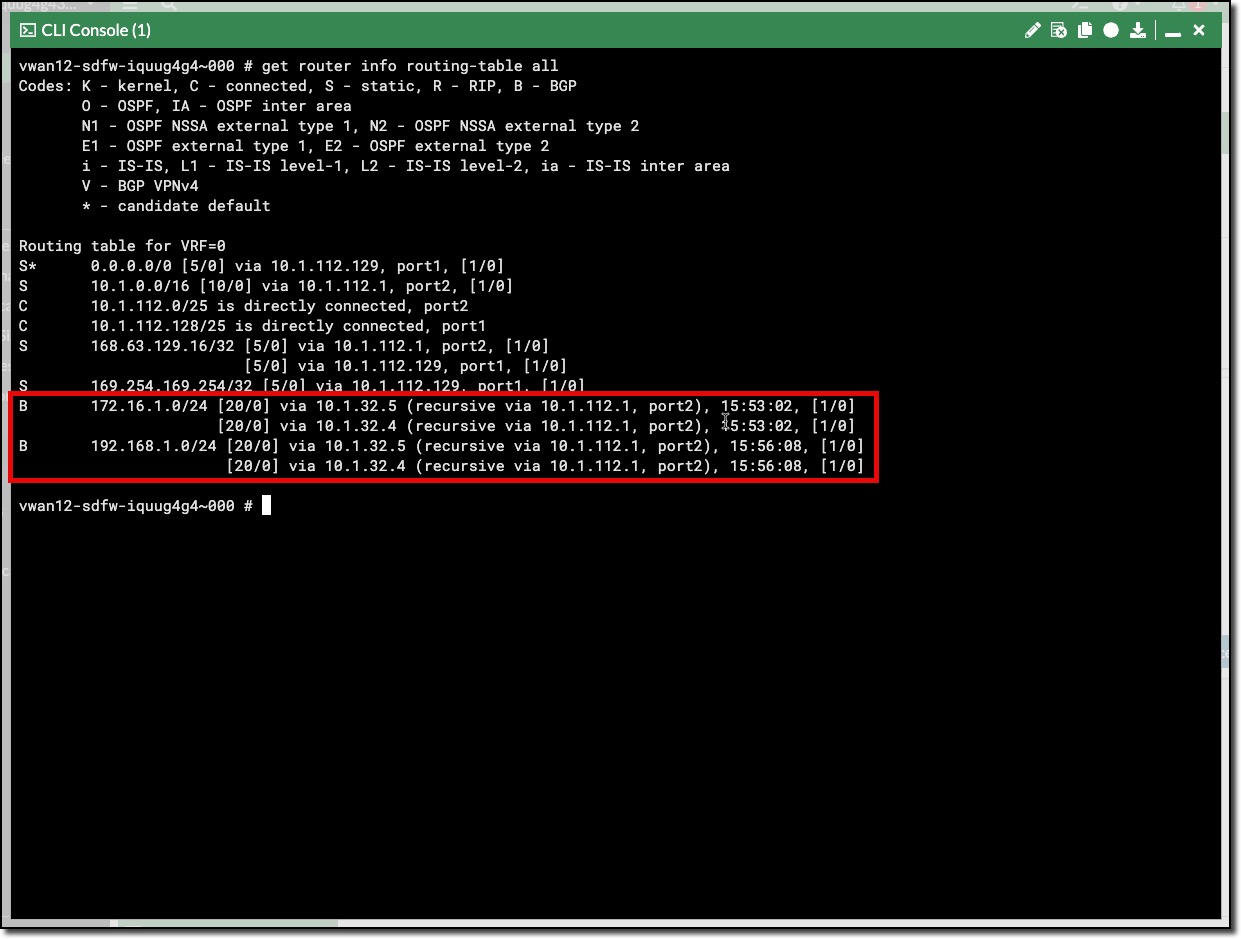 CLI Console (1)
vwan12-sdfw-iquug4g4~000 # get router info routing-table all
Codes: K - kernel, C - connected, S - static, R - RIP, B - BGP
O - OSPF, IA - OSPF inter area
N1 - OSPF NSSA external type 1, N2 - OSPF NSSA external type 2
E1 - OSPF external type 1, E2 - OSPF external type 2
i - IS-IS, L1 - IS-IS level-1, L2 - IS-IS level-2, ia - IS-IS inter area
V - BGP VPNv4
* - candidate default
Routing table for VRF=0
S* 0.0.0.0/0 [5/0] via 10.1.112.129, port1, [1/0]
S 10.1.0.0/16 [10/0] via 10.1.112.1, port2, [1/0]
C 10.1.112.0/25 is directly connected, port2
C 10.1.112.128/25 is directly connected, port1
S 168.63.129.16/32 [5/0] via 10.1.112.1, port2, [1/0]
[5/0] via 10.1.112.129, port1, [1/0]
S 169.254.169.254/32 [5/0] via 10.1.112.129, port1, [1/0]
B 172.16.1.0/24 [20/0] via 10.1.32.5 (recursive via 10.1.112.1, port2), 15:53:02, [1/0]
[20/0] via 10.1.32.4 (recursive via 10.1.112.1, port2), 15:53:02, [1/0]
B 192.168.1.0/24 [20/0] via 10.1.32.5 (recursive via 10.1.112.1, port2), 15:56:08, [1/0]
[20/0] via 10.1.32.4 (recursive via 10.1.112.1, port2), 15:56:08, [1/0]
vwan12-sdfw-iquug4g4~000 #